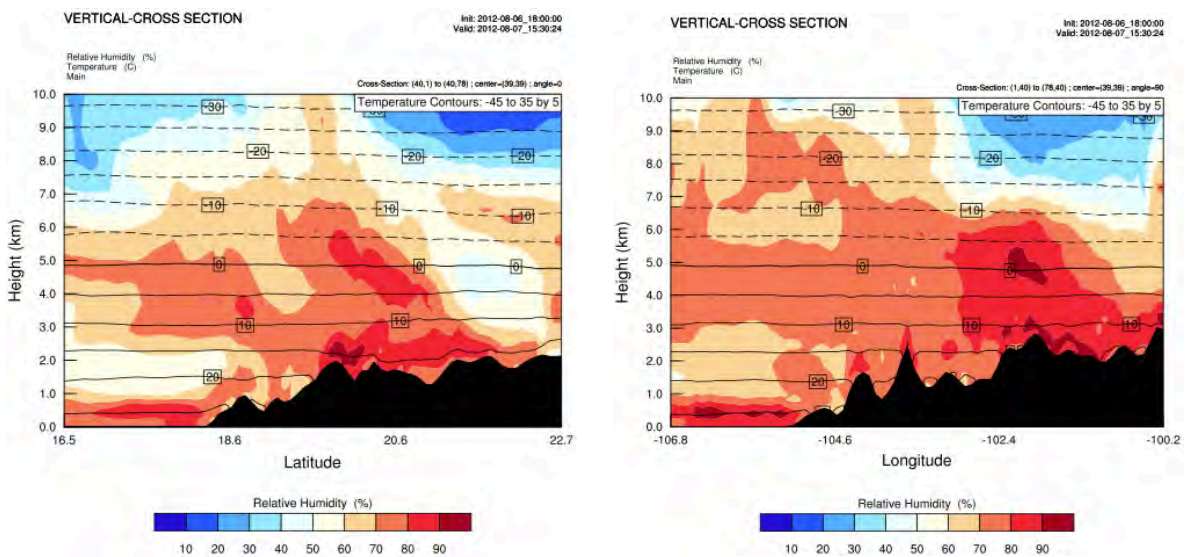 VERTICAL-CROSS SECTION
Init: 2012-08-06_18:00:00
Valid: 2012-08-07_15:30:24
Relative Humidity (%)
Temperature (C)
Main
Cross-Section: (40,1) to (40,78) ; center=(39,39) ; angle=0
Temperature Contours: -45 to 35 by 5
Height (km)
10.0
9.0
8.0
7.0
6.0
5.0
4.0
3.0
2.0
1.0
0.0
-30
-30
-20
-20
-20
-10
-10
-10
0
0
0
10
10
20
16.5 18.6 20.6 22.7
Latitude
Relative Humidity (%)
10 20 30 40 50 60 70 80 90
VERTICAL-CROSS SECTION
Init: 2012-08-06_18:00:00
Valid: 2012-08-07_15:30:24
Relative Humidity (%)
Temperature (C)
Main
Cross-Section: (1,40) to (78,40) ; center=(39,39) ; angle=90
Temperature Contours: -45 to 35 by 5
Height (km)
10.0
9.0
8.0
7.0
6.0
5.0
4.0
3.0
2.0
1.0
0.0
-30
-30
-30
-20
-20
-10
-10
0
0
10
10
10
20
-106.8 -104.6 -102.4 -100.2
Longitude
Relative Humidity (%)
10 20 30 40 50 60 70 80 90